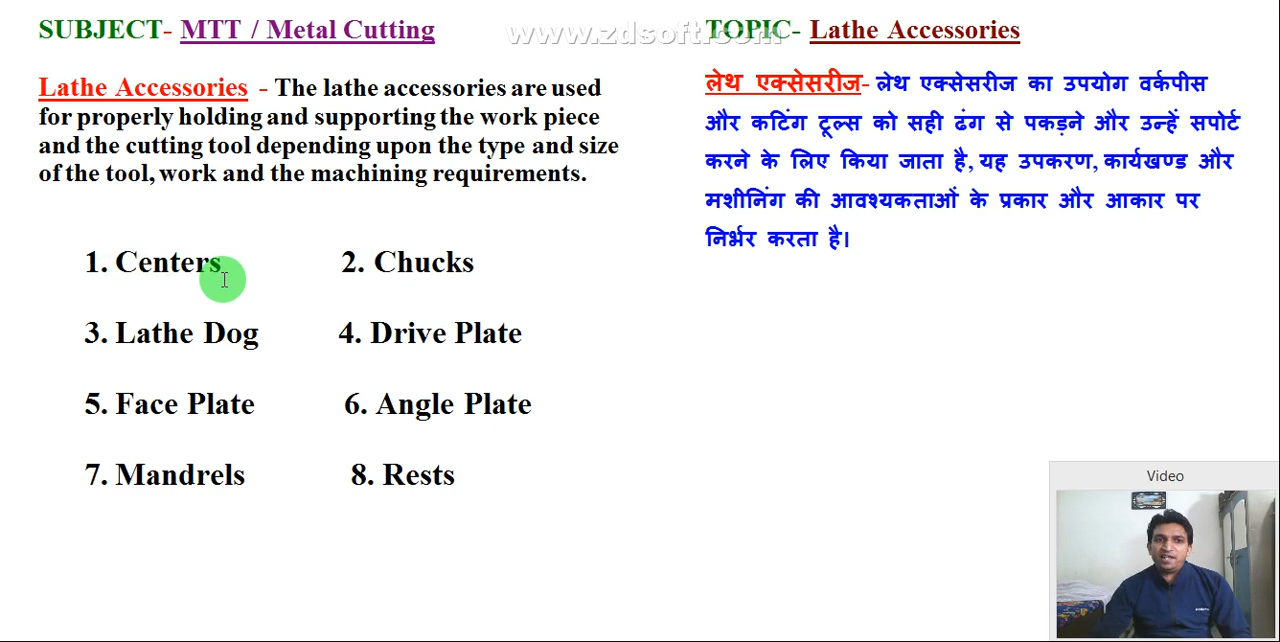 SUBJECT- MTT / Metal Cutting
www.zdsoft.com
TOPIC- Lathe Accessories
Lathe Accessories - The lathe accessories are used
for properly holding and supporting the work piece
and the cutting tool depending upon the type and size
of the tool, work and the machining requirements.
लेथ एक्सेसरीज- लेथ एक्सेसरीज का उपयोग वर्कपीस
और कटिंग टूल्स को सही ढंग से पकड़ने और उन्हें सपोर्ट
करने के लिए किया जाता है, यह उपकरण, कार्यखण्ड और
मशीनिंग की आवश्यकताओं के प्रकार और आकार पर
निर्भर करता है।
1. Centers
2. Chucks
3. Lathe Dog
4. Drive Plate
5. Face Plate
6. Angle Plate
7. Mandrels
8. Rests
Video